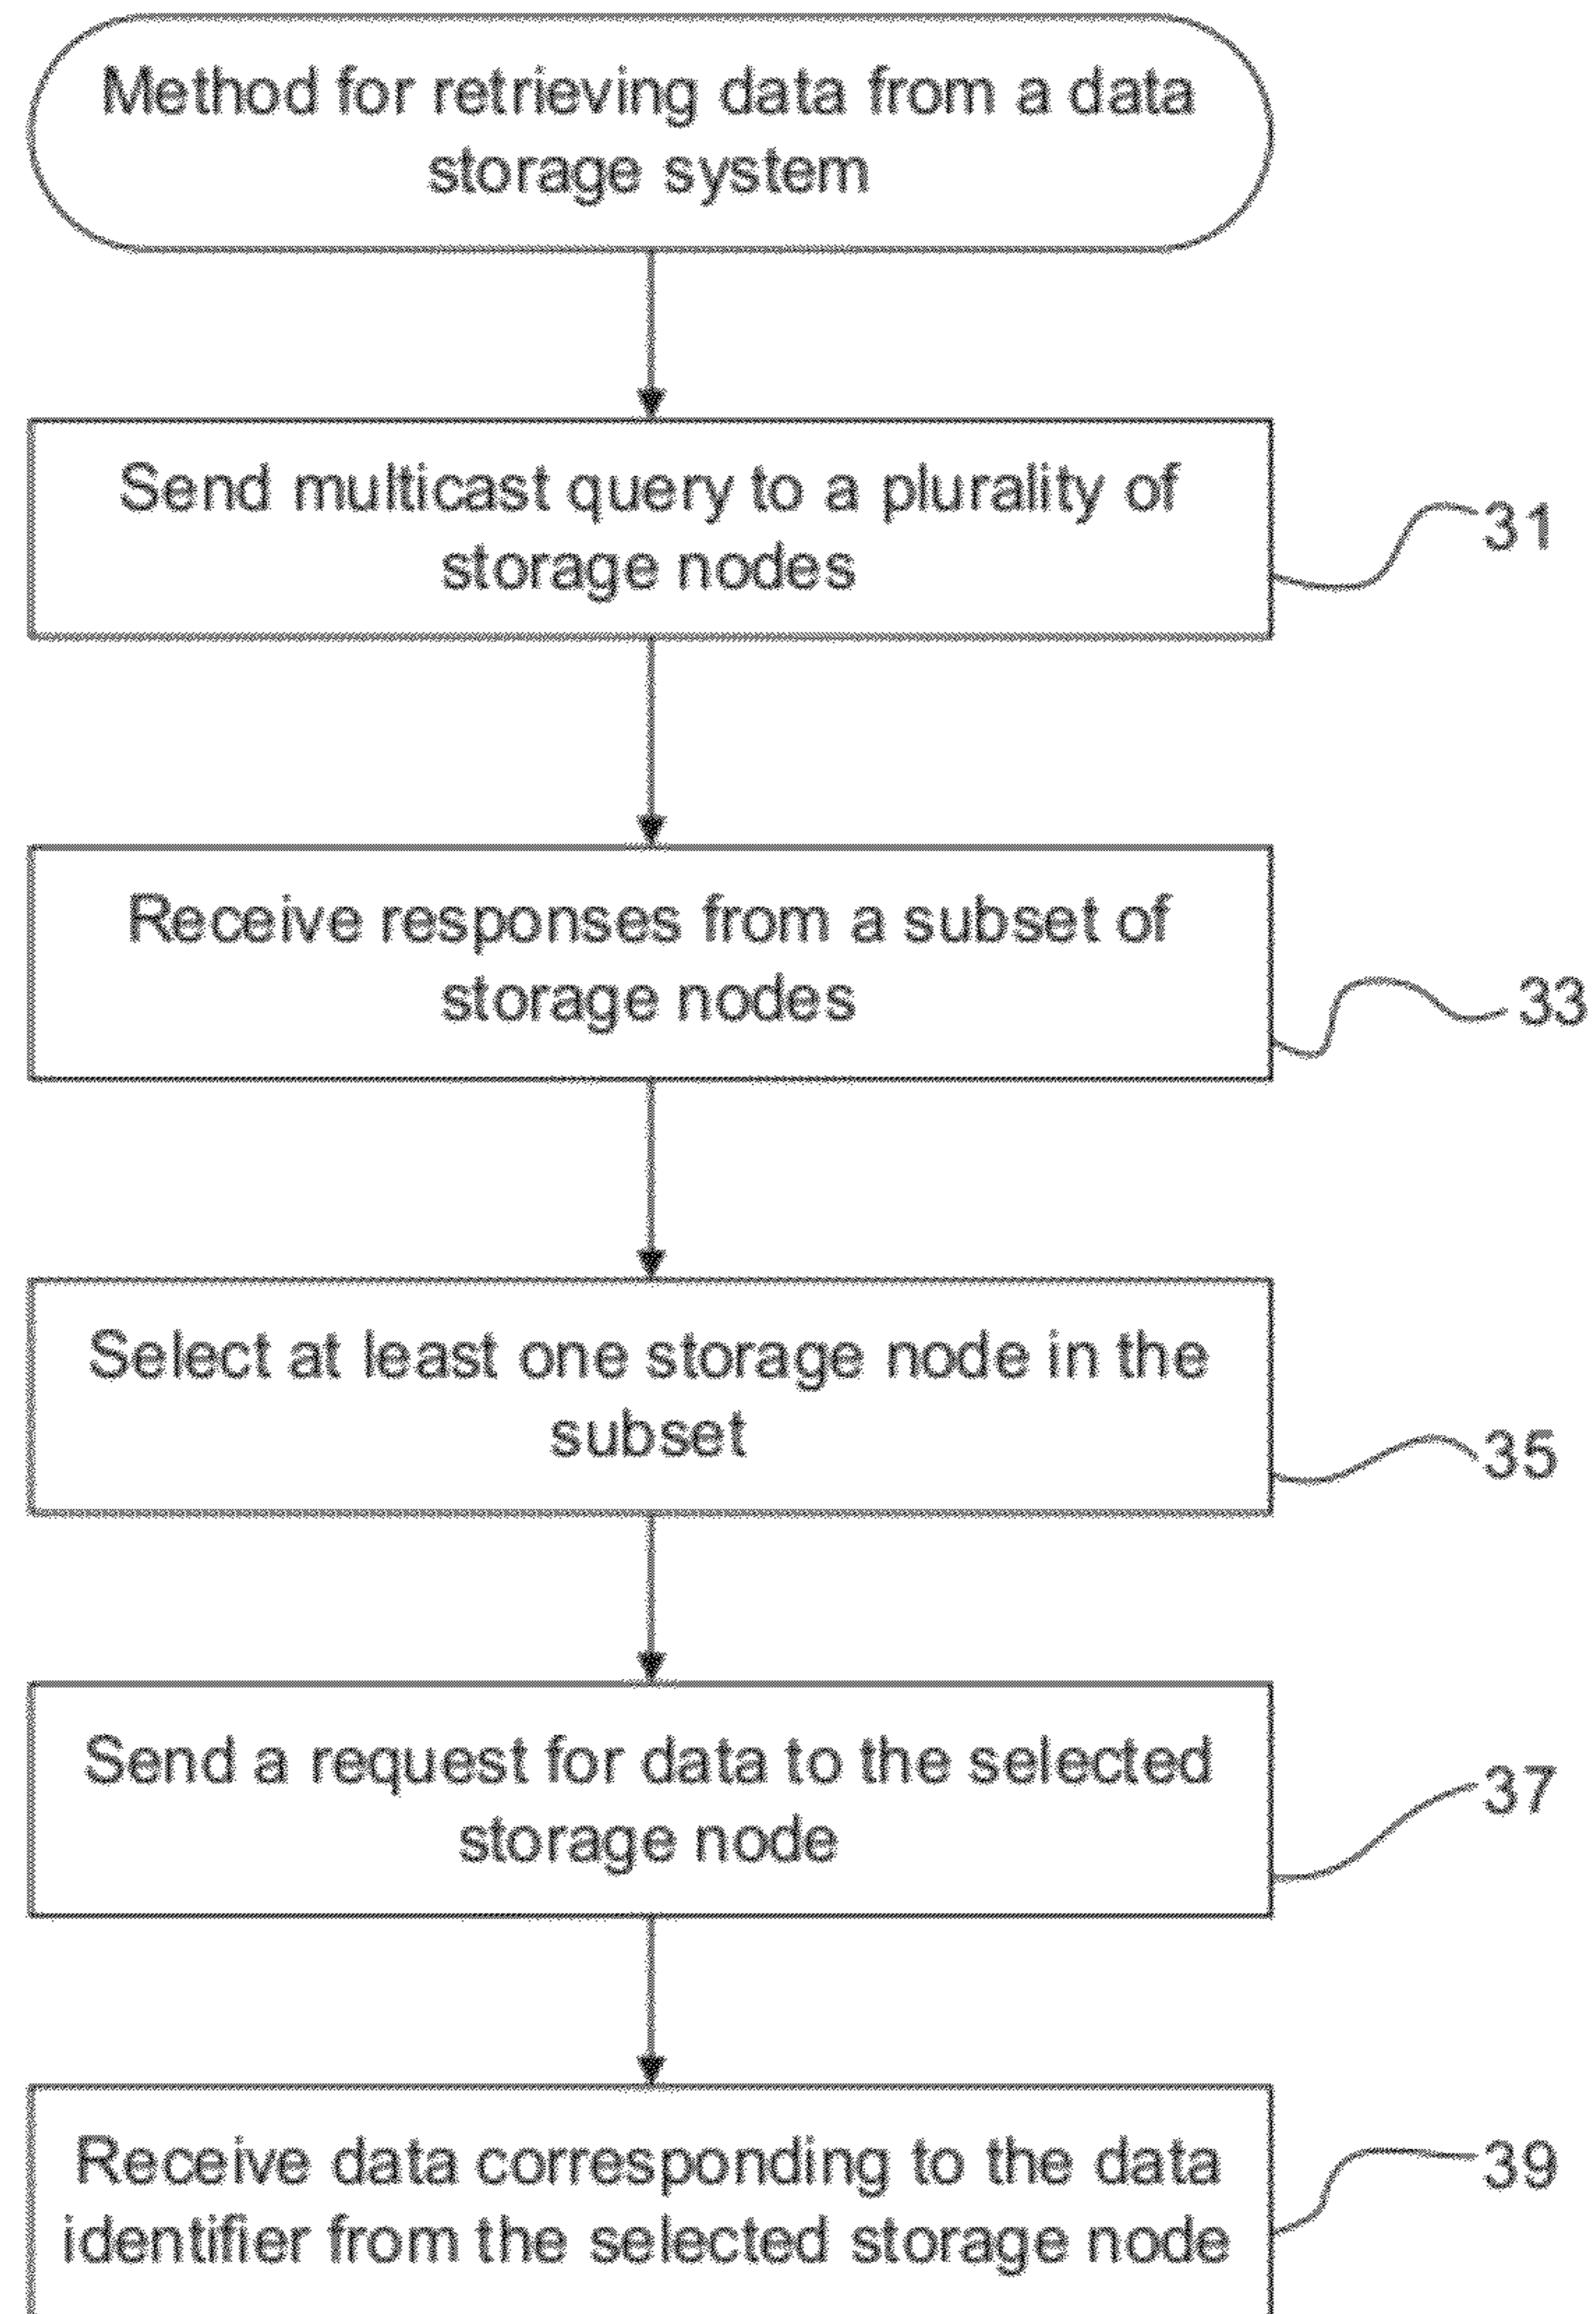 Method for retrieving data from a data
storage system
Send multicast query to a plurality of
storage nodes
31
Receive responses from a subset of
storage nodes
33
Select at least one storage node in the
subset
35
Send a request for data to the selected
storage node
37
Receive data corresponding to the data
identifier from the selected storage node
39